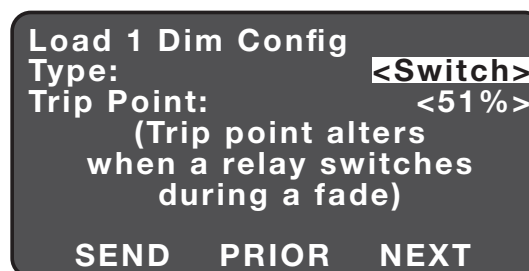 Load 1 Dim Config
Type: <Switch>
Trip Point: <51%>
(Trip point alters
when a relay switches
during a fade)
SEND PRIOR NEXT